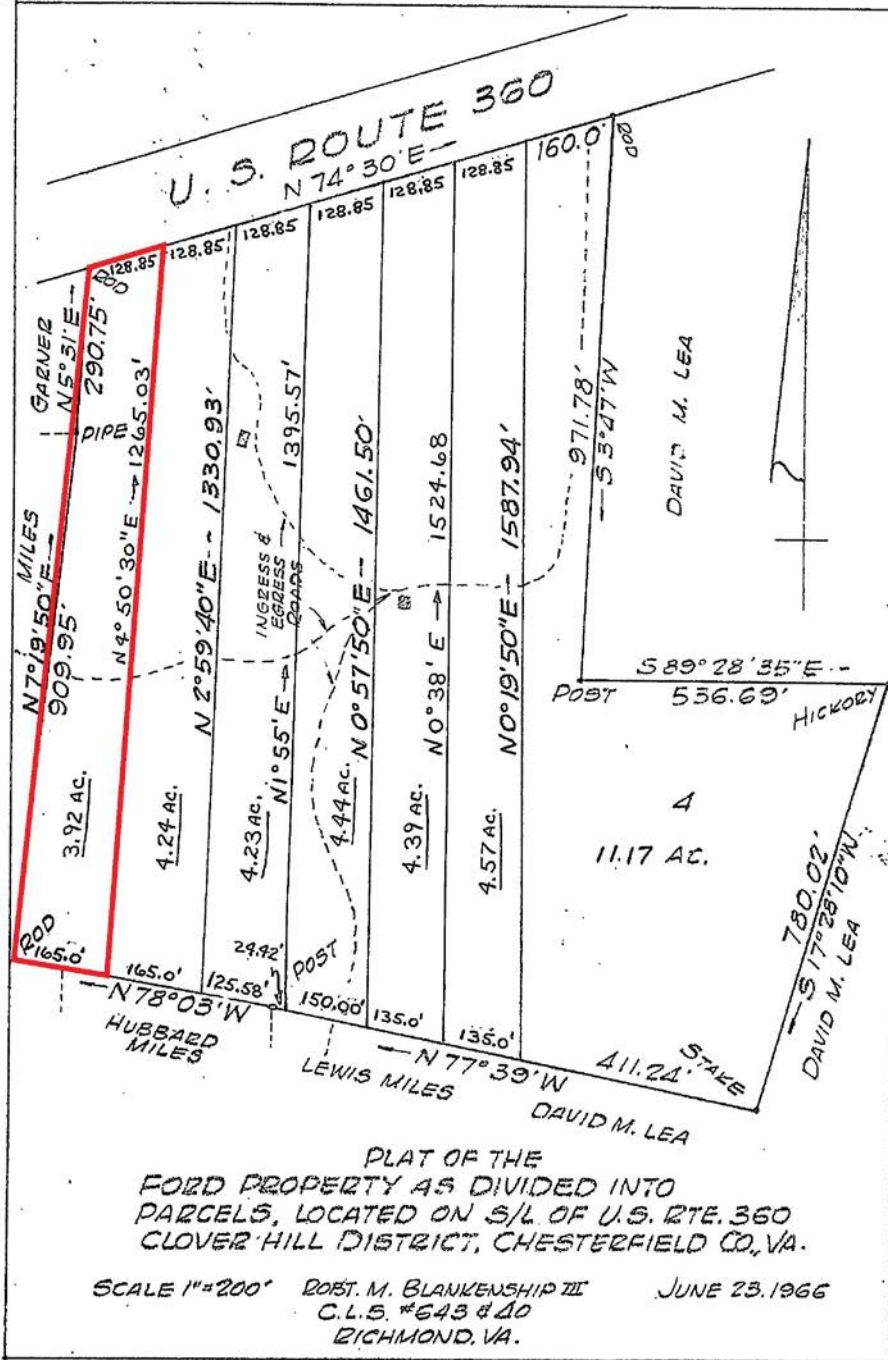 U. S. ROUTE 360
N 74° 30' E
160.0'
ROD
128.85
128.85
128.85
128.85
128.85
128.85
ROD
GARNER
N 5° 31' E
290.75'
PIPE
MILES
N 7° 19' 50" E
909.95'
N 4° 50' 30" E
1265.03'
N 2° 59' 40" E
1330.93'
INGRESS &
EGRESS
ROADS
N 1° 55' E
1395.57'
N 0° 57' 50" E
1461.50'
N 0° 38' E
1524.68
N 0° 19' 50" E
1587.94'
971.78'
S 3° 47' W
DAVID M. LEA
S 89° 28' 35" E
POST
536.69'
HICKORY
3.92 AC.
4.24 AC.
4.23 AC.
4.44 AC.
4.39 AC.
4.57 AC.
4
11.17 AC.
780.02'
S 17° 28' 10" W
DAVID M. LEA
ROD
165.0'
165.0'
125.58'
24.42'
POST
150.00'
135.0'
135.0'
411.24'
STAKE
N 78° 03' W
HUBBARD
MILES
LEWIS MILES
N 77° 39' W
DAVID M. LEA
PLAT OF THE
FORD PROPERTY AS DIVIDED INTO
PARCELS, LOCATED ON S/L OF U.S. RTE. 360
CLOVER HILL DISTRICT, CHESTERFIELD CO., VA.
SCALE 1"=200' ROBT. M. BLANKENSHIP III JUNE 23, 1966
C.L.S. #643 & 40
RICHMOND, VA.